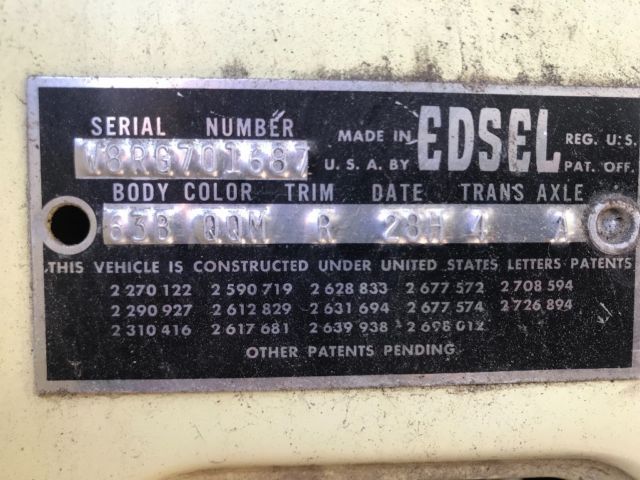 SERIAL NUMBER MADE IN EDSEL REG. U.S.
W8RG701687 U.S.A. BY PAT. OFF.
BODY COLOR TRIM DATE TRANS AXLE
63B QQM R 28H 4 A
THIS VEHICLE IS CONSTRUCTED UNDER UNITED STATES LETTERS PATENTS
2 270 122 2 590 719 2 628 833 2 677 572 2 708 594
2 290 927 2 612 829 2 631 694 2 677 574 2 726 894
2 310 416 2 617 681 2 639 938 2 698 012
OTHER PATENTS PENDING